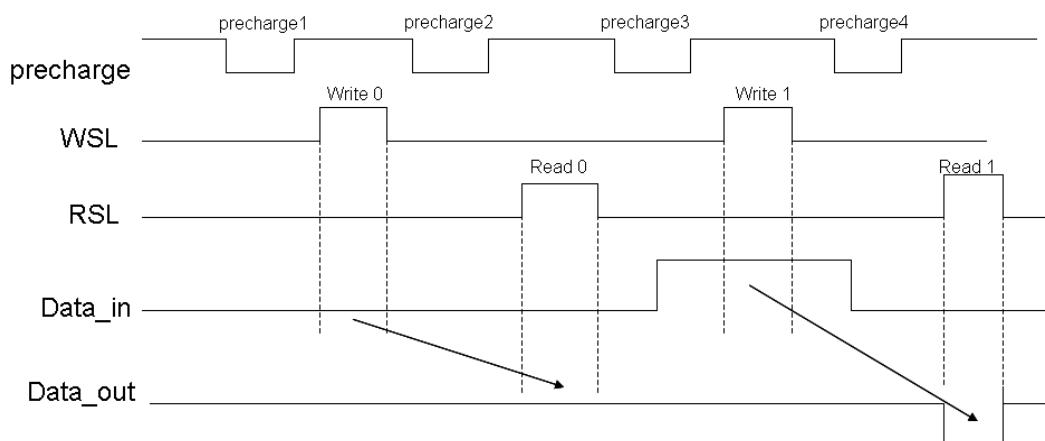 precharge1 precharge2 precharge3 precharge4
precharge
Write 0 Write 1
WSL
Read 0 Read 1
RSL
Data_in
Data_out